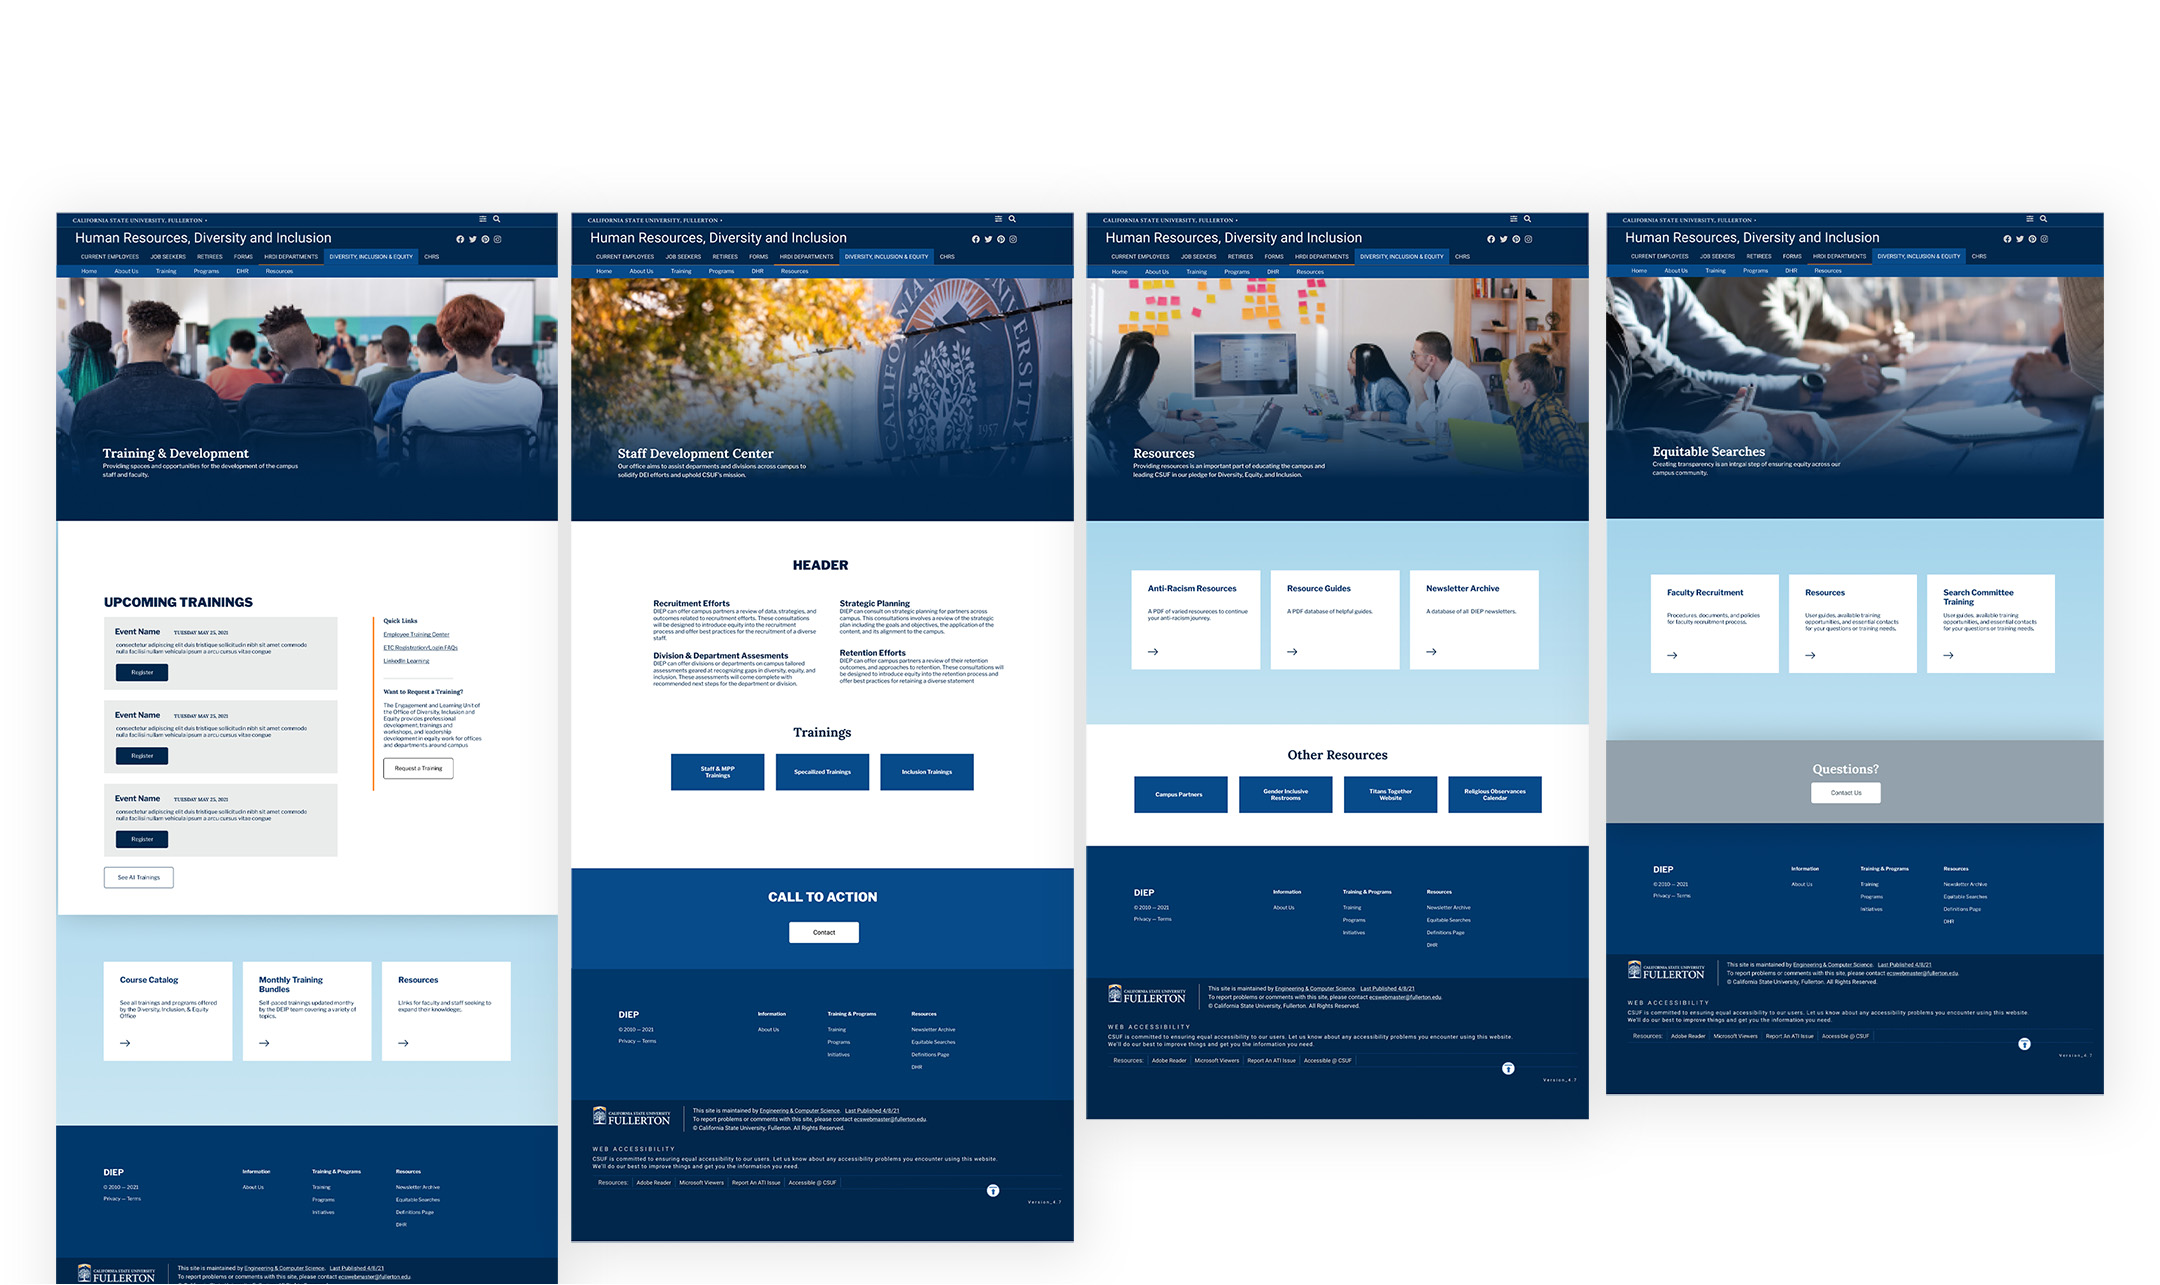 CALIFORNIA STATE UNIVERSITY, FULLERTON
Human Resources, Diversity and Inclusion
CURRENT EMPLOYEES JOB SEEKERS RETIREES FORMS HRDI DEPARTMENTS DIVERSITY, INCLUSION & EQUITY CHRS
Home About Us Training Programs DHR Resources
Training & Development
Providing spaces and opportunities for the development of the campus
staff and faculty.
UPCOMING TRAININGS
Event Name TUESDAY MAY 25, 2021
consectetur adipiscing elit duis tristique sollicitudin nibh sit amet commodo
nulla facilisi nullam vehicula ipsum a arcu cursus vitae congue
Register
Event Name TUESDAY MAY 25, 2021
consectetur adipiscing elit duis tristique sollicitudin nibh sit amet commodo
nulla facilisi nullam vehicula ipsum a arcu cursus vitae congue
Register
Event Name TUESDAY MAY 25, 2021
consectetur adipiscing elit duis tristique sollicitudin nibh sit amet commodo
nulla facilisi nullam vehicula ipsum a arcu cursus vitae congue
Register
See All Trainings
Quick Links
Employee Training Center
ETC Registration/Login FAQs
LinkedIn Learning
Want to Request a Training?
The Engagement and Learning Unit of
the Office of Diversity, Inclusion and
Equity provides professional
development, trainings and
workshops, and leadership
development in equity work for offices
and departments around campus
Request a Training
Course Catalog
See all trainings and programs offered
by the Diversity, Inclusion, & Equity
Office
Monthly Training
Bundles
Self-paced trainings updated monthy
by the DEIP team covering a variety of
topics.
Resources
Links for faculty and staff seeking to
expand their knowledege.
DIEP
© 2010 — 2021
Privacy — Terms
Information
About Us
Training & Programs
Training
Programs
Initiatives
Resources
Newsletter Archive
Equitable Searches
Definitions Page
DHR
CALIFORNIA STATE UNIVERSITY
FULLERTON
This site is maintained by Engineering & Computer Science. Last Published 4/8/21
To report problems or comments with this site, please contact ecswebmaster@fullerton.edu
CALIFORNIA STATE UNIVERSITY, FULLERTON
Human Resources, Diversity and Inclusion
CURRENT EMPLOYEES JOB SEEKERS RETIREES FORMS HRDI DEPARTMENTS DIVERSITY, INCLUSION & EQUITY CHRS
Home About Us Training Programs DHR Resources
1957
Staff Development Center
Our office aims to assist deparments and divisions across campus to
solidify DEI efforts and uphold CSUF's mission.
HEADER
Recruitment Efforts
DIEP can offer campus partners a review of data, strategies, and
outcomes related to recruitment efforts. These consultations
will be designed to introduce equity into the recruitment
process and offer best practices for the recruitment of a diverse
staff.
Division & Department Assesments
DIEP can offer divisions or departments on campus tailored
assessments geared at recognizing gaps in diversity, equity, and
inclusion. These assessments will come complete with
recommended next steps for the department or division.
Strategic Planning
DIEP can consult on strategic planning for partners across
campus. This consultations involves a review of the strategic
plan including the goals and objectives, the application of the
content, and its alignment to the campus.
Retention Efforts
DIEP can offer campus partners a review of their retention
outcomes, and approaches to retention. These consultations will
be designed to introduce equity into the retention process and
offer best practices for retaining a diverse statement
Trainings
Staff & MPP
Trainings
Specailized Trainings
Inclusion Trainings
CALL TO ACTION
Contact
DIEP
© 2010 — 2021
Privacy — Terms
Information
About Us
Training & Programs
Training
Programs
Initiatives
Resources
Newsletter Archive
Equitable Searches
Definitions Page
DHR
CALIFORNIA STATE UNIVERSITY
FULLERTON
This site is maintained by Engineering & Computer Science. Last Published 4/8/21
To report problems or comments with this site, please contact ecswebmaster@fullerton.edu.
© California State University, Fullerton. All Rights Reserved.
WEB ACCESSIBILITY
CSUF is committed to ensuring equal accessibility to our users. Let us know about any accessibility problems you encounter using this website.
We'll do our best to improve things and get you the information you need.
Resources: Adobe Reader Microsoft Viewers Report An ATI Issue Accessible @ CSUF
Version_4.7
CALIFORNIA STATE UNIVERSITY, FULLERTON
Human Resources, Diversity and Inclusion
CURRENT EMPLOYEES JOB SEEKERS RETIREES FORMS HRDI DEPARTMENTS DIVERSITY, INCLUSION & EQUITY CHRS
Home About Us Training Programs DHR Resources
Resources
Providing resources is an important part of educating the campus and
leading CSUF in our pledge for Diversity, Equity, and Inclusion.
Anti-Racism Resources
A PDF of varied resoureces to continue
your anti-racism journey.
Resource Guides
A PDF database of helpful guides.
Newsletter Archive
A database of all DIEP newsletters.
Other Resources
Campus Partners
Gender Inclusive
Restrooms
Titans Together
Website
Religious Observances
Calendar
DIEP
© 2010 — 2021
Privacy — Terms
Information
About Us
Training & Programs
Training
Programs
Initiatives
Resources
Newsletter Archive
Equitable Searches
Definitions Page
DHR
CALIFORNIA STATE UNIVERSITY
FULLERTON
This site is maintained by Engineering & Computer Science. Last Published 4/8/21
To report problems or comments with this site, please contact ecswebmaster@fullerton.edu.
© California State University, Fullerton. All Rights Reserved.
WEB ACCESSIBILITY
CSUF is committed to ensuring equal accessibility to our users. Let us know about any accessibility problems you encounter using this website.
We'll do our best to improve things and get you the information you need.
Resources: Adobe Reader Microsoft Viewers Report An ATI Issue Accessible @ CSUF
Version_4.7
CALIFORNIA STATE UNIVERSITY, FULLERTON
Human Resources, Diversity and Inclusion
CURRENT EMPLOYEES JOB SEEKERS RETIREES FORMS HRDI DEPARTMENTS DIVERSITY, INCLUSION & EQUITY CHRS
Home About Us Training Programs DHR Resources
Equitable Searches
Creating transparency is an intrgal step of ensuring equity across our
campus community.
Faculty Recruitment
Procedures, documents, and policies
for faculty recruitment process.
Resources
User guides, available training
opportunities, and essential contacts
for your questions or training needs.
Search Committee
Training
User guides, available training
opportunities, and essential contacts
for your questions or training needs.
Questions?
Contact Us
DIEP
© 2010 — 2021
Privacy — Terms
Information
About Us
Training & Programs
Training
Programs
Initiatives
Resources
Newsletter Archive
Equitable Searches
Definitions Page
DHR
CALIFORNIA STATE UNIVERSITY
FULLERTON
This site is maintained by Engineering & Computer Science. Last Published 4/8/21
To report problems or comments with this site, please contact ecswebmaster@fullerton.edu.
© California State University, Fullerton. All Rights Reserved.
WEB ACCESSIBILITY
CSUF is committed to ensuring equal accessibility to our users. Let us know about any accessibility problems you encounter using this website.
We'll do our best to improve things and get you the information you need.
Resources: Adobe Reader Microsoft Viewers Report An ATI Issue Accessible @ CSUF
Version_4.7